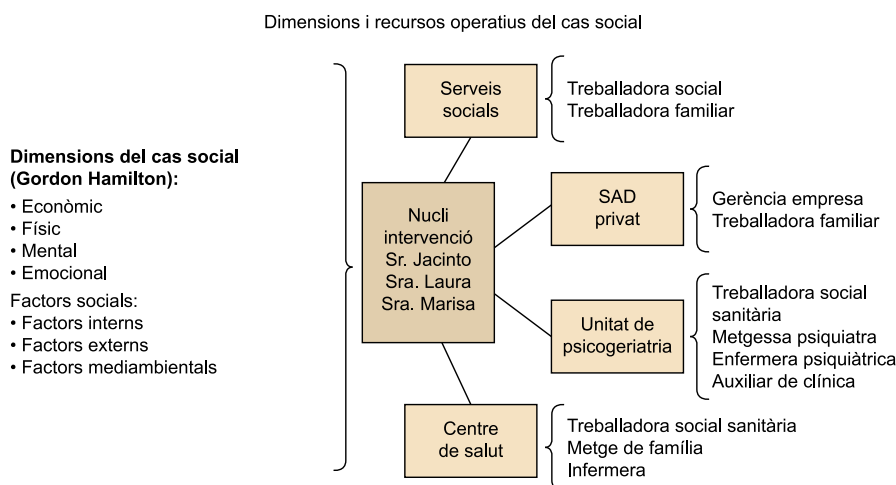 Dimensions i recursos operatius del cas social
Dimensions del cas social
(Gordon Hamilton):
• Econòmic
• Físic
• Mental
• Emocional
Factors socials:
• Factors interns
• Factors externs
• Factors mediambientals
Nucli
intervenció
Sr. Jacinto
Sra. Laura
Sra. Marisa
Serveis
socials
Treballadora social
Treballadora familiar
SAD
privat
Gerència empresa
Treballadora familiar
Unitat de
psicogeriatria
Treballadora social
sanitària
Metgessa psiquiatra
Enfermera psiquiàtrica
Auxiliar de clínica
Centre
de salut
Treballadora social sanitària
Metge de família
Infermera